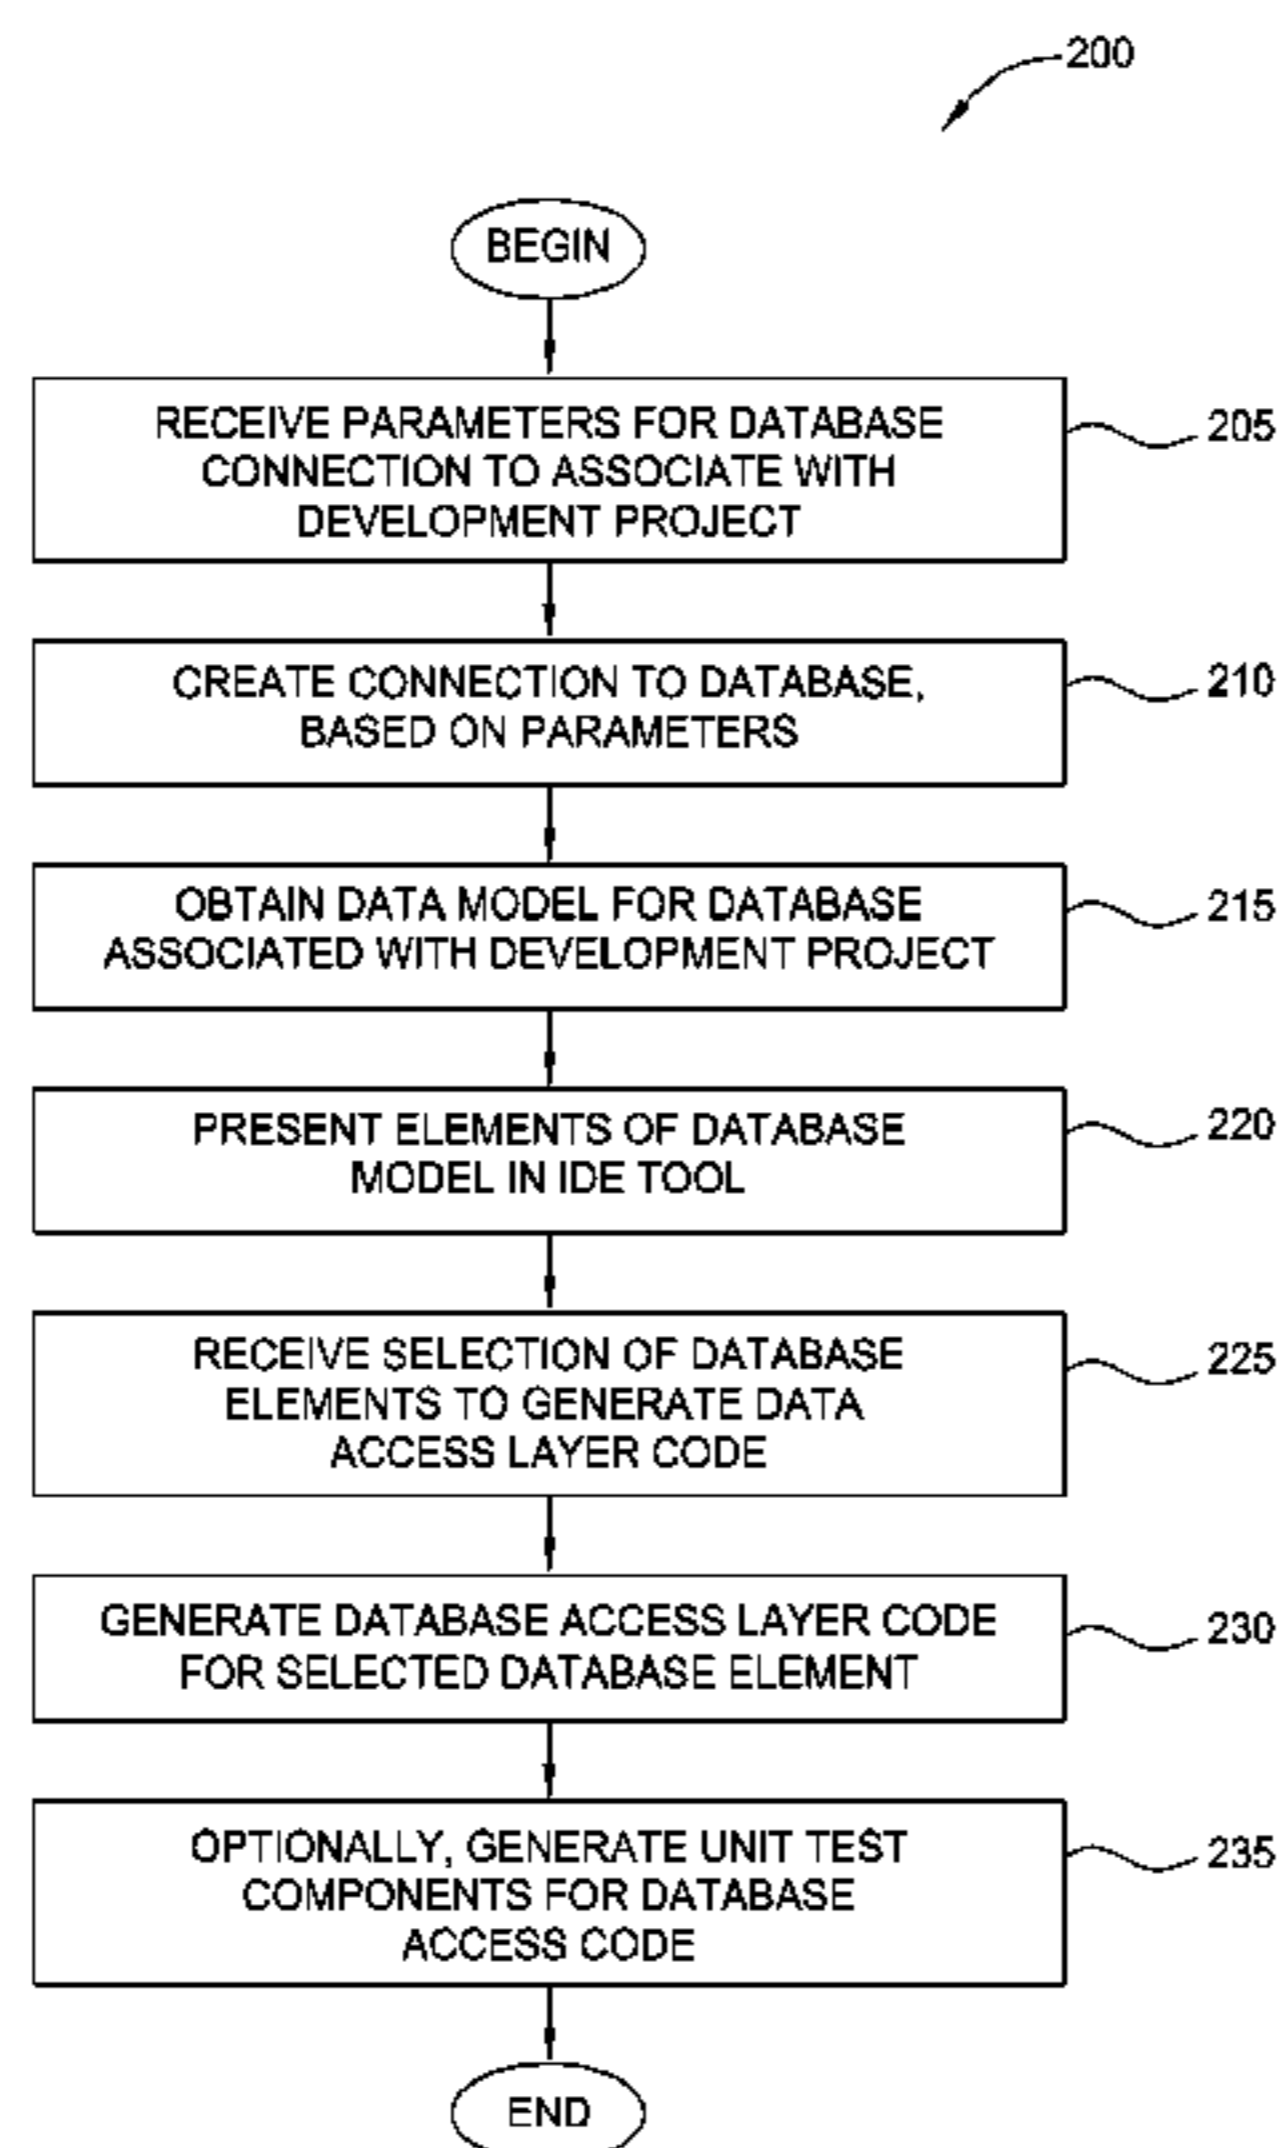 200
BEGIN
RECEIVE PARAMETERS FOR DATABASE
CONNECTION TO ASSOCIATE WITH
DEVELOPMENT PROJECT
205
CREATE CONNECTION TO DATABASE,
BASED ON PARAMETERS
210
OBTAIN DATA MODEL FOR DATABASE
ASSOCIATED WITH DEVELOPMENT PROJECT
215
PRESENT ELEMENTS OF DATABASE
MODEL IN IDE TOOL
220
RECEIVE SELECTION OF DATABASE
ELEMENTS TO GENERATE DATA
ACCESS LAYER CODE
225
GENERATE DATABASE ACCESS LAYER CODE
FOR SELECTED DATABASE ELEMENT
230
OPTIONALLY, GENERATE UNIT TEST
COMPONENTS FOR DATABASE
ACCESS CODE
235
END